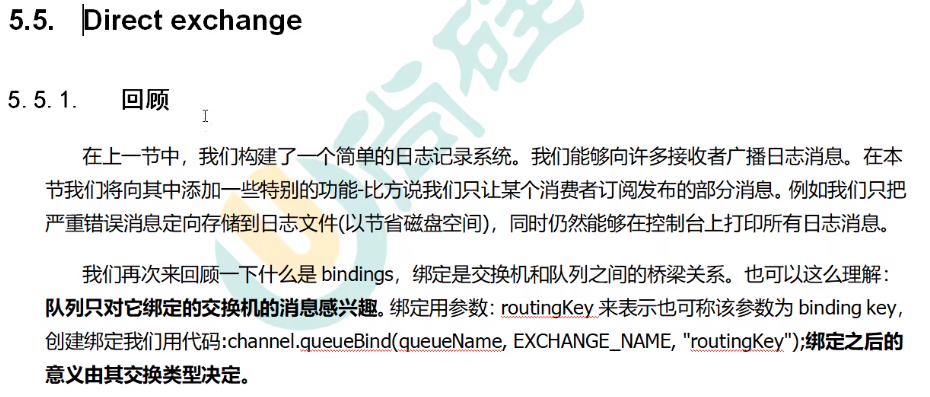 5.5. Direct exchange
5.5.1. 回顾
在上一节中，我们构建了一个简单的日志记录系统。我们能够向许多接收者广播日志消息。在本
节我们将向其中添加一些特别的功能-比方说我们只让某个消费者订阅发布的部分消息。例如我们只把
严重错误消息定向存储到日志文件(以节省磁盘空间)，同时仍然能够在控制台上打印所有日志消息。
我们再次来回顾一下什么是 bindings，绑定是交换机和队列之间的桥梁关系。也可以这么理解：
队列只对它绑定的交换机的消息感兴趣。绑定用参数：routingKey 来表示也可称该参数为 binding key，
创建绑定我们用代码:channel.queueBind(queueName, EXCHANGE_NAME, "routingKey");绑定之后的
意义由其交换类型决定。
尚硅